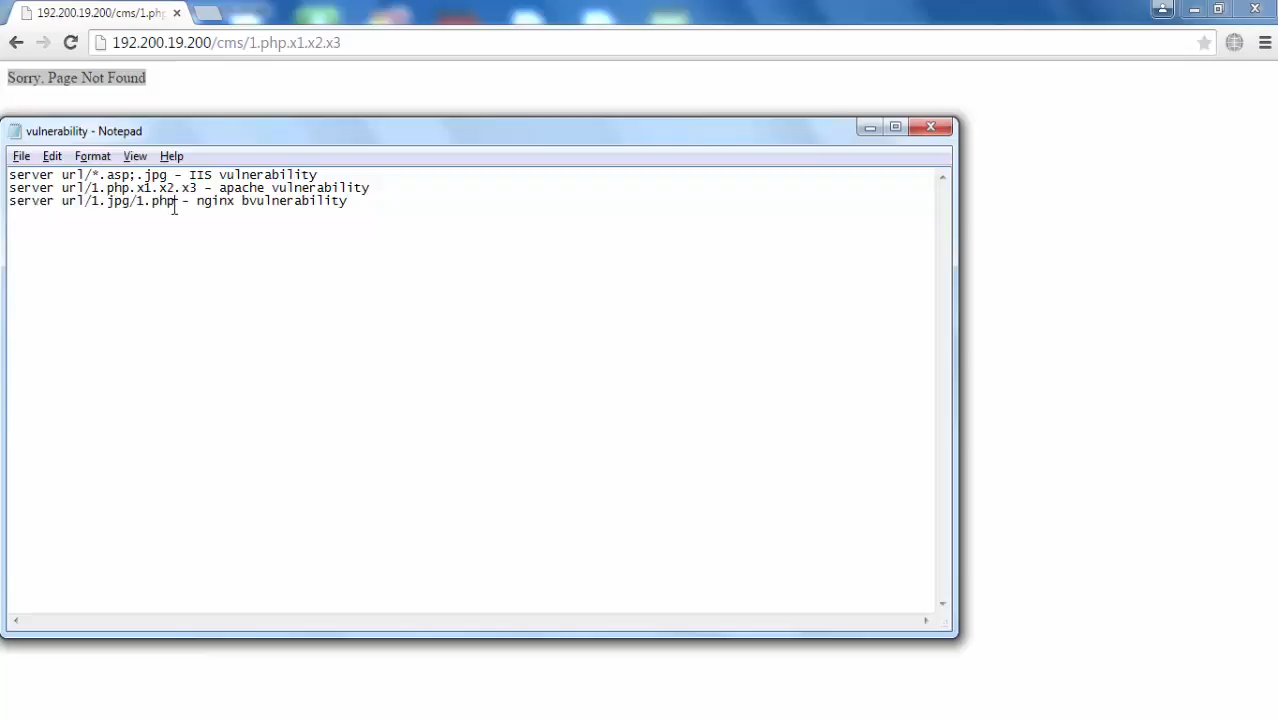 192.200.19.200/cms/1.ph
192.200.19.200/cms/1.php.x1.x2.x3
Sorry, Page Not Found
vulnerability - Notepad
File Edit Format View Help
server url/*.asp;.jpg - IIS vulnerability
server url/1.php.x1.x2.x3 - apache vulnerability
server url/1.jpg/1.php - nginx bvulnerability